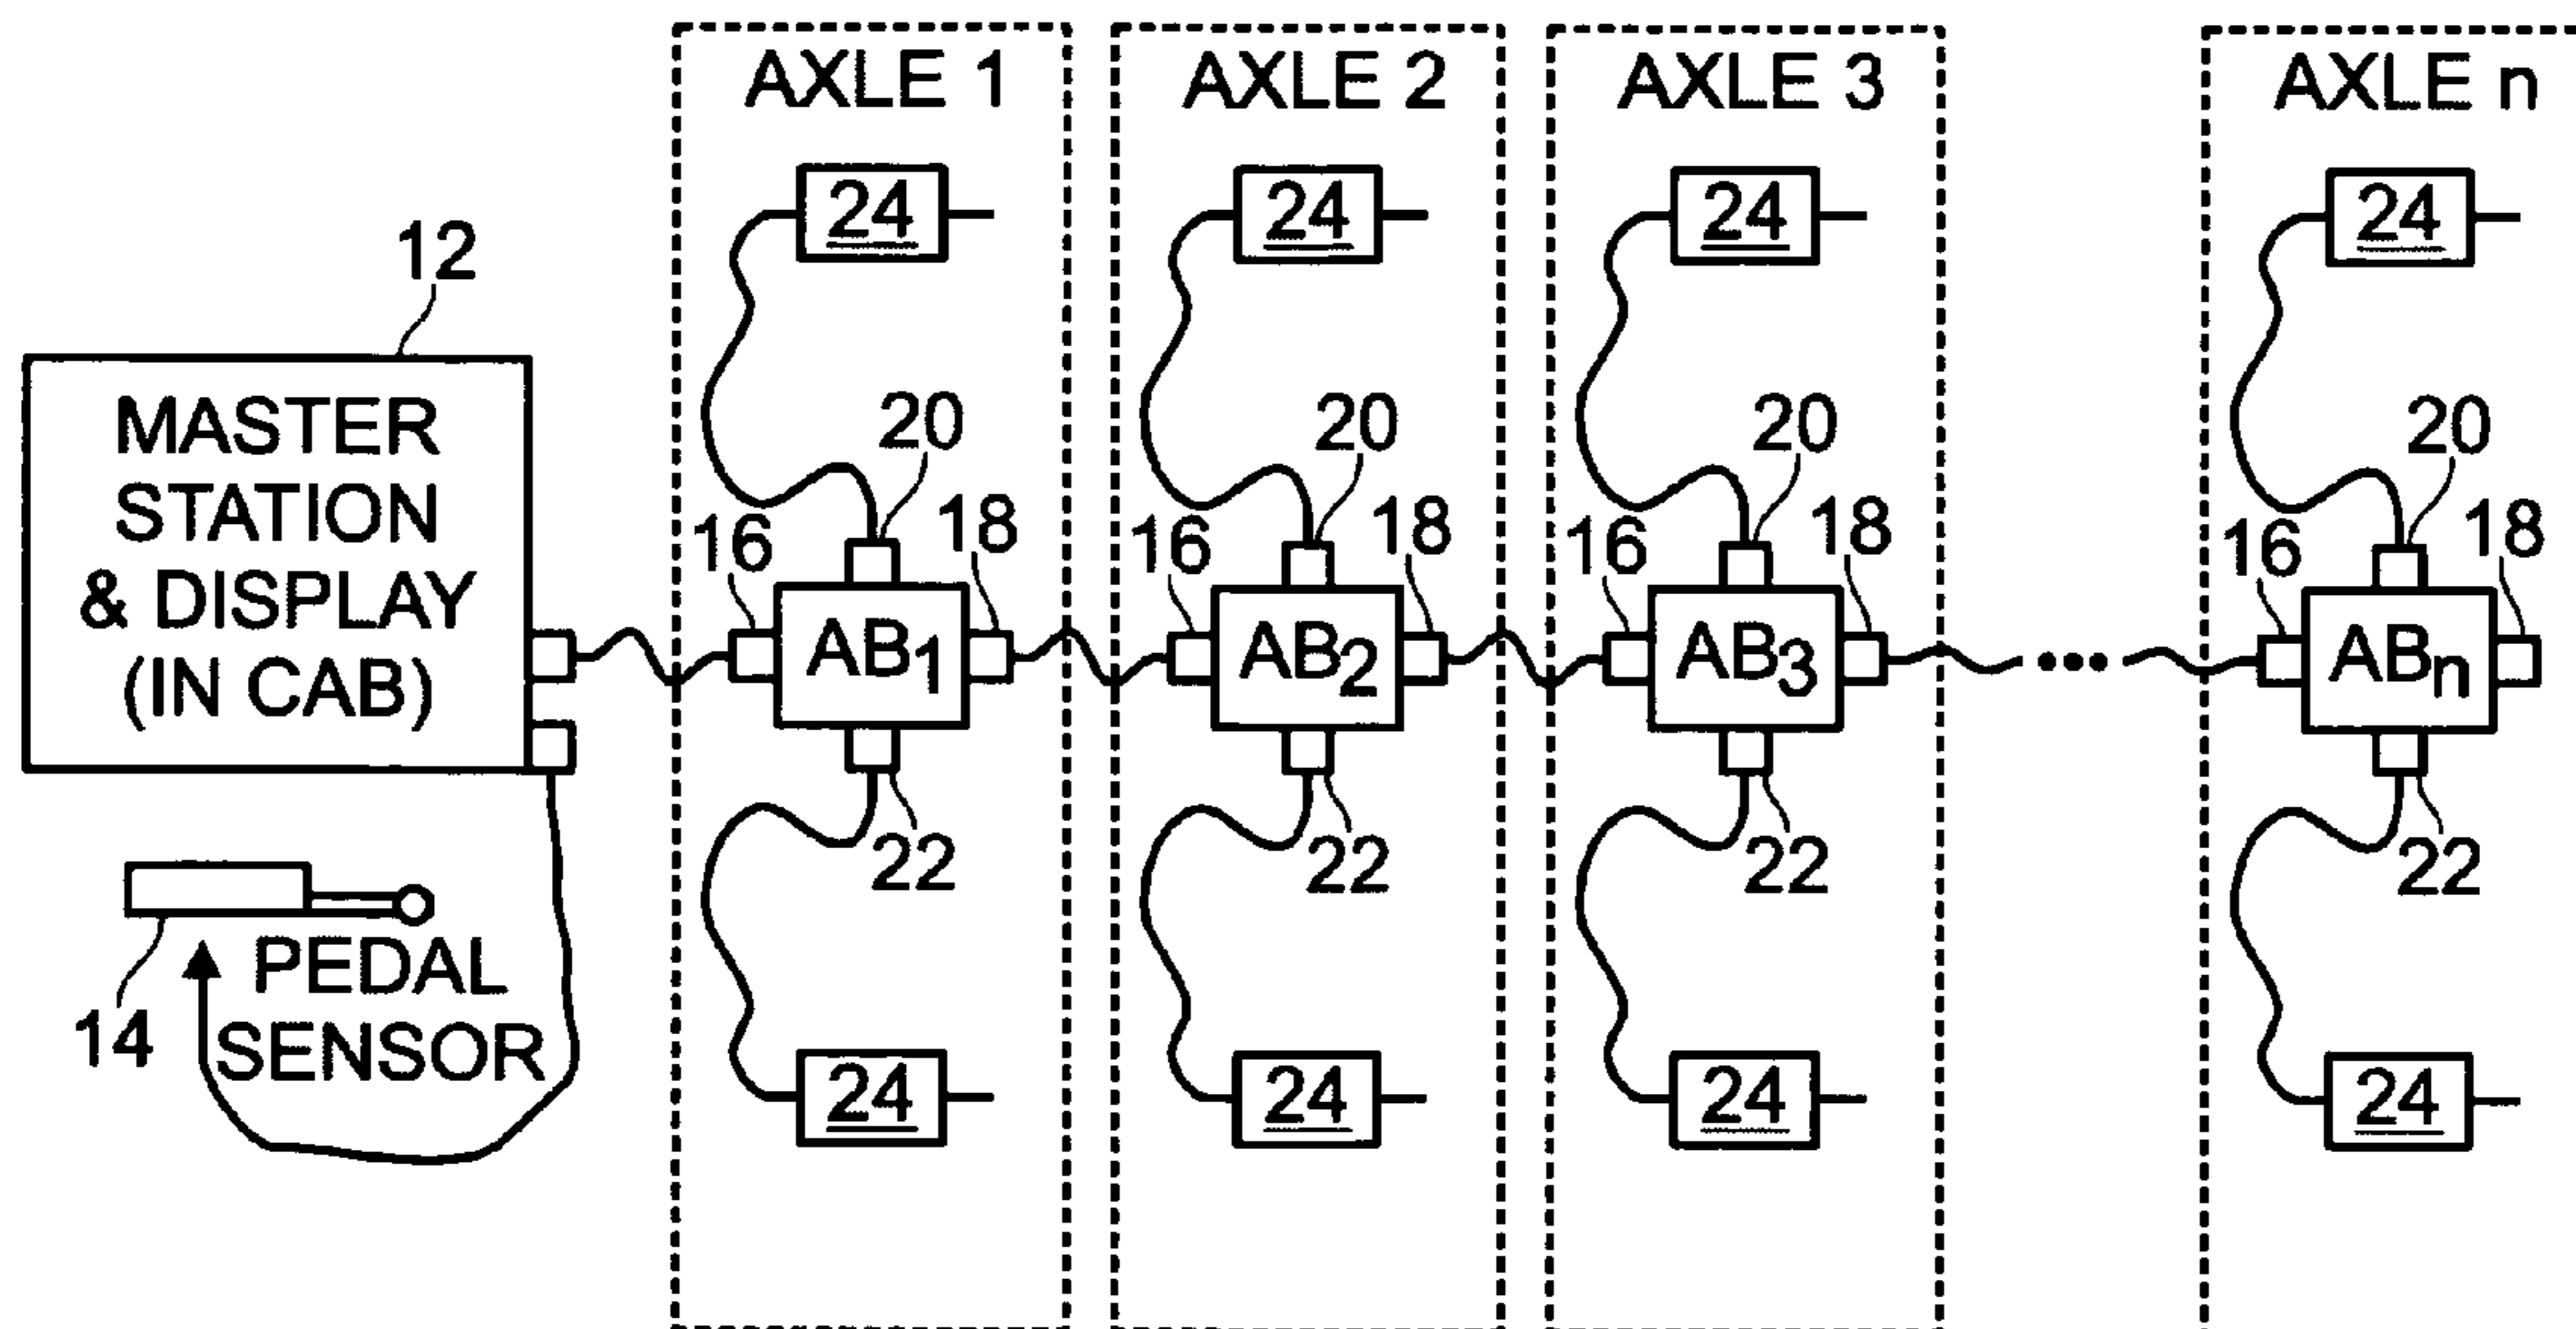 AXLE 1
AXLE 2
AXLE 3
AXLE n
24
24
24
24
12
MASTER
STATION
& DISPLAY
(IN CAB)
20
20
20
20
16
18
16
18
16
18
16
18
AB1
AB2
AB3
ABn
22
22
22
22
14
PEDAL
SENSOR
24
24
24
24